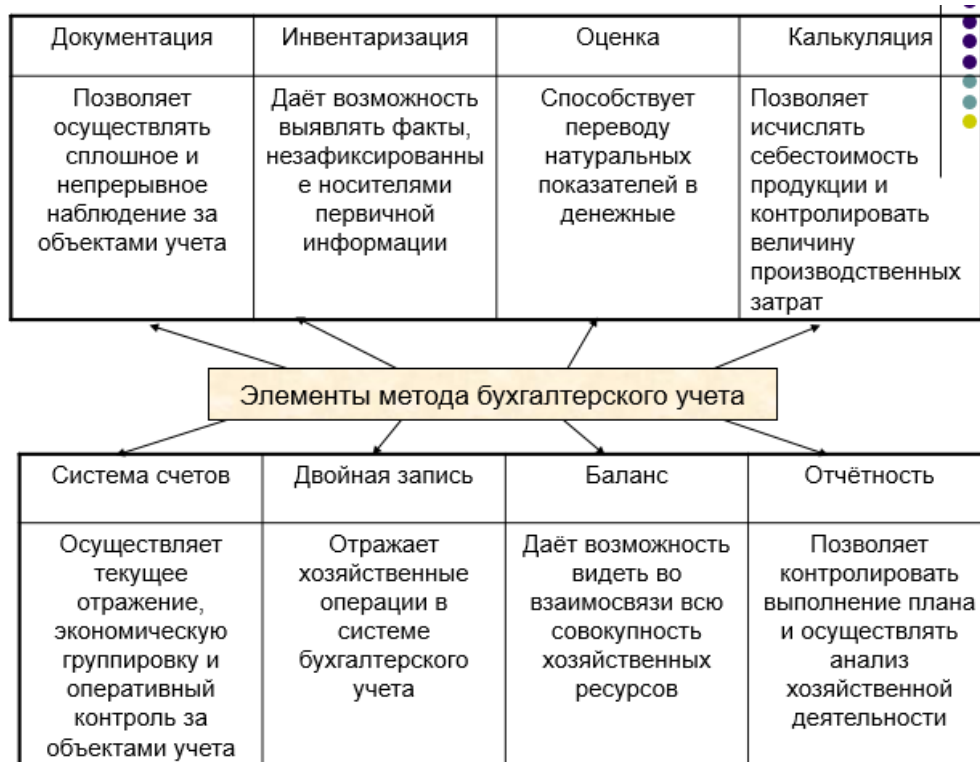 Документация
Инвентаризация
Оценка
Калькуляция
Позволяет
осуществлять
сплошное и
непрерывное
наблюдение за
объектами учета
Даёт возможность
выявлять факты,
незафиксированны
е носителями
первичной
информации
Способствует
переводу
натуральных
показателей в
денежные
Позволяет
исчислять
себестоимость
продукции и
контролировать
величину
производственных
затрат
Элементы метода бухгалтерского учета
Система счетов
Двойная запись
Баланс
Отчётность
Осуществляет
текущее
отражение,
экономическую
группировку и
оперативный
контроль за
объектами учета
Отражает
хозяйственные
операции в
системе
бухгалтерского
учета
Даёт возможность
видеть во
взаимосвязи всю
совокупность
хозяйственных
ресурсов
Позволяет
контролировать
выполнение плана
и осуществлять
анализ
хозяйственной
деятельности